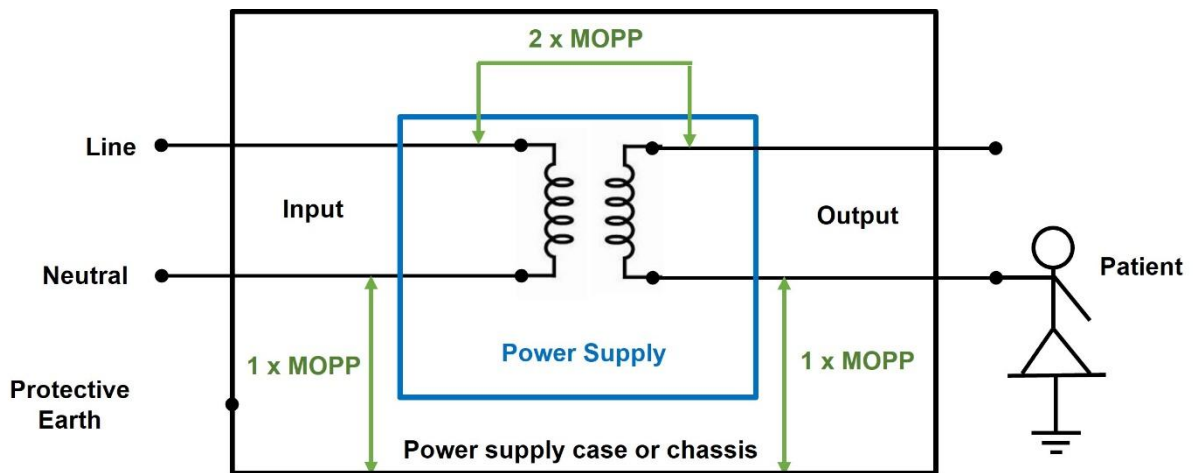 2 x MOPP
Line
Input
Output
Neutral
Patient
Power Supply
1 x MOPP
1 x MOPP
Protective
Earth
Power supply case or chassis